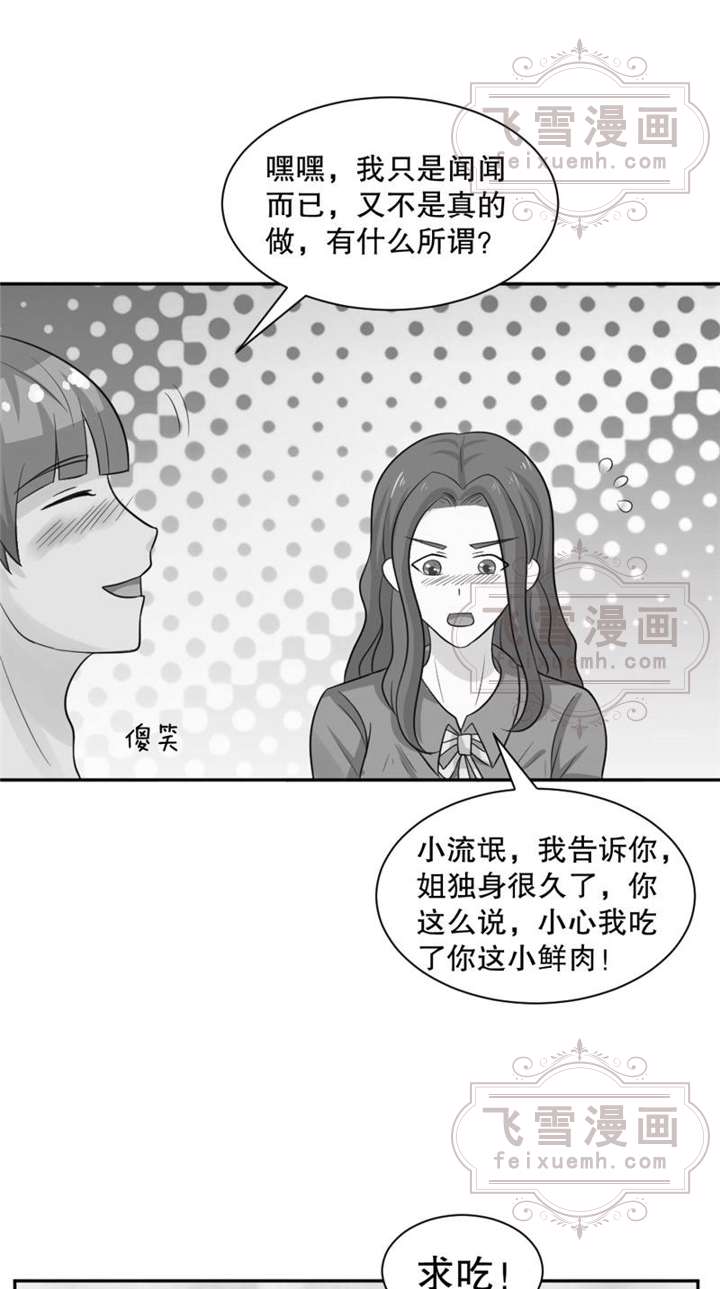 飞雪漫画
feixuemh.com
嘿嘿，我只是闻闻
而已，又不是真的
做，有什么所谓？
飞雪漫画
feixuemh.com
傻笑
小流氓，我告诉你，
姐独身很久了，你
这么说，小心我吃
了你这小鲜肉！
飞雪漫画
feixuemh.com
求吃！